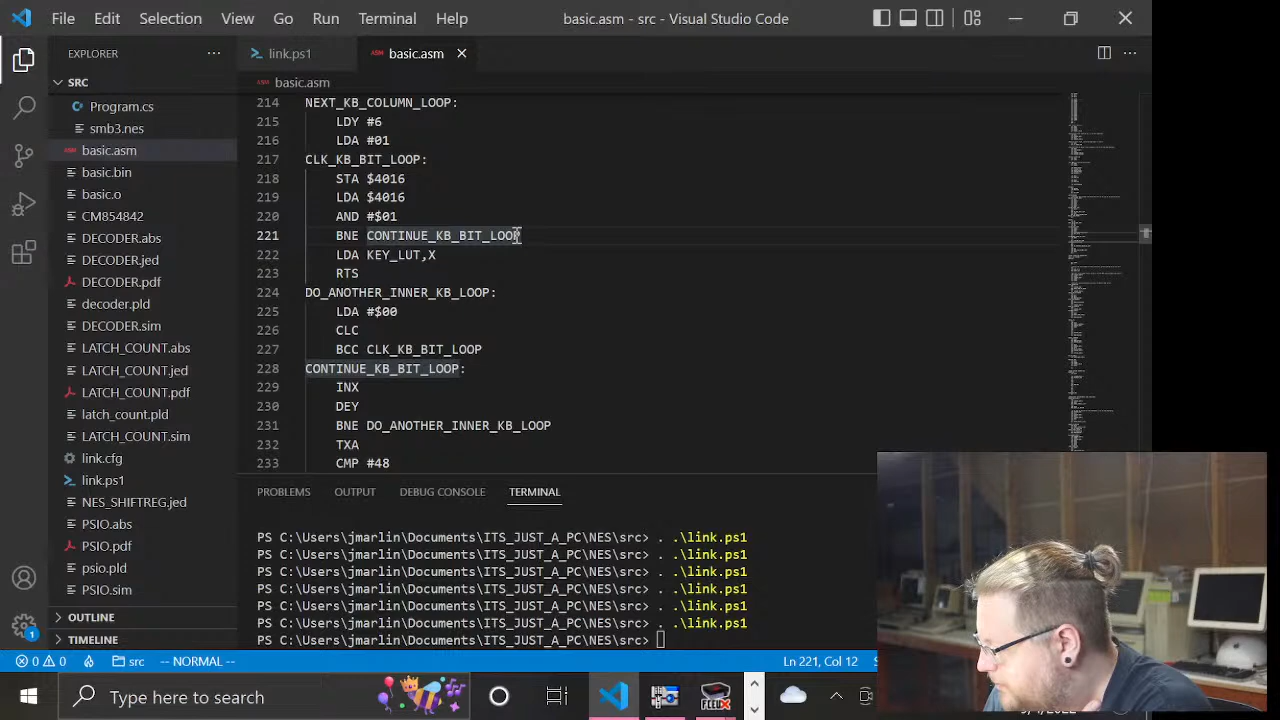 File Edit Selection View Go Run Terminal Help basic.asm - src - Visual Studio Code
EXPLORER ··· link.ps1 basic.asm
SRC basic.asm
Program.cs
smb3.nes
basic.asm
CM854842
DECODER.abs
DECODER.jed
DECODER.pdf
decoder.pld
DECODER.sim
LATCH_COUNT.abs
LATCH_COUNT.jed
LATCH_COUNT.pdf
latch_count.pld
LATCH_COUNT.sim
link.cfg
link.ps1
NES_SHIFTREG.jed
PSIO.abs
PSIO.pdf
psio.pld
PSIO.sim
OUTLINE
TIMELINE
214 NEXT_KB_COLUMN_LOOP:
215 LDY #6
216 LDA #01
217 CLK_KB_BIT_LOOP:
218 STA $4016
219 LDA $4016
220 AND #$01
221 BNE CONTINUE_KB_BIT_LOOP
222
223 RTS
224 DO_ANOTHER_INNER_KB_LOOP:
225 LDA #$00
226 CLC
227 BCC CLK_KB_BIT_LOOP
228 CONTINUE_KB_BIT_LOOP:
229 INX
230 DEY
231 BNE DO_ANOTHER_INNER_KB_LOOP
232 TXA
233 CMP #48
PROBLEMS OUTPUT DEBUG CONSOLE TERMINAL
PS C:\Users\jmarlin\Documents\ITS_JUST_A_PC\NES\src> . .\link.ps1
PS C:\Users\jmarlin\Documents\ITS_JUST_A_PC\NES\src> . .\link.ps1
PS C:\Users\jmarlin\Documents\ITS_JUST_A_PC\NES\src> . .\link.ps1
PS C:\Users\jmarlin\Documents\ITS_JUST_A_PC\NES\src> . .\link.ps1
PS C:\Users\jmarlin\Documents\ITS_JUST_A_PC\NES\src> . .\link.ps1
PS C:\Users\jmarlin\Documents\ITS_JUST_A_PC\NES\src> . .\link.ps1
PS C:\Users\jmarlin\Documents\ITS_JUST_A_PC\NES\src>
0 0 src -- NORMAL -- Ln 221, Col 12
Type here to search